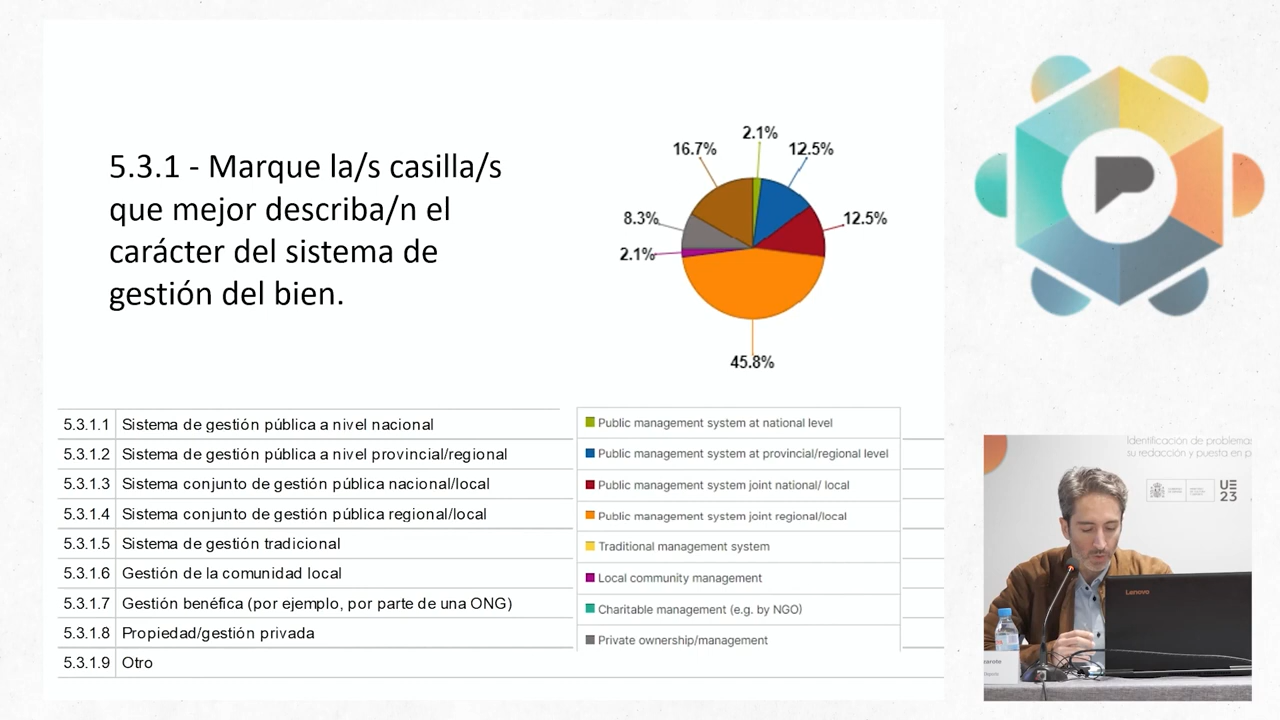 5.3.1 - Marque la/s casilla/s
que mejor describa/n el
carácter del sistema de
gestión del bien.
2.1%
16.7%
12.5%
8.3%
12.5%
2.1%
45.8%
5.3.1.1 Sistema de gestión pública a nivel nacional
5.3.1.2 Sistema de gestión pública a nivel provincial/regional
5.3.1.3 Sistema conjunto de gestión pública nacional/local
5.3.1.4 Sistema conjunto de gestión pública regional/local
5.3.1.5 Sistema de gestión tradicional
5.3.1.6 Gestión de la comunidad local
5.3.1.7 Gestión benéfica (por ejemplo, por parte de una ONG)
5.3.1.8 Propiedad/gestión privada
5.3.1.9 Otro
Public management system at national level
Public management system at provincial/regional level
Public management system joint national/ local
Public management system joint regional/local
Traditional management system
Local community management
Charitable management (e.g. by NGO)
Private ownership/management
Identificación de problemas
su redacción y puesta en p
UE
23
Lenovo